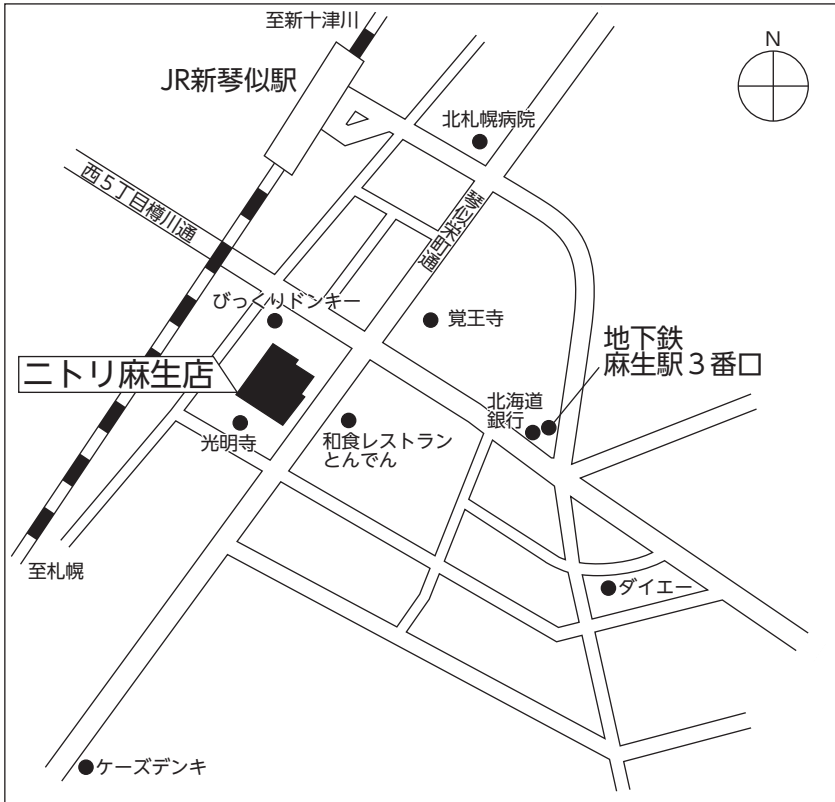 至新十津川
N
JR新琴似駅
北札幌病院
西5丁目樽川通
琴似栄町通
びっくりドンキー
覚王寺
地下鉄
麻生駅3番口
ニトリ麻生店
北海道
銀行
光明寺
和食レストラン
とんでん
至札幌
ダイエー
ケーズデンキ